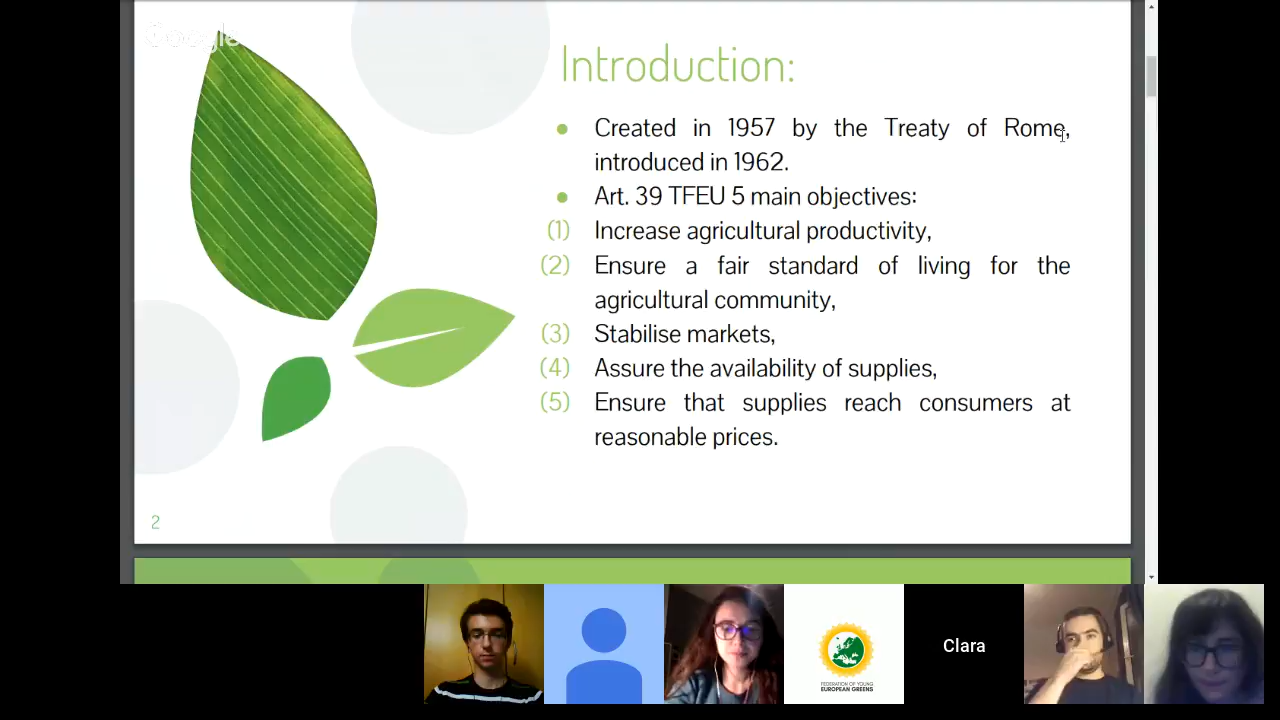 Google
Introduction:
● Created in 1957 by the Treaty of Rome,
introduced in 1962.
● Art. 39 TFEU 5 main objectives:
(1) Increase agricultural productivity,
(2) Ensure a fair standard of living for the
agricultural community,
(3) Stabilise markets,
(4) Assure the availability of supplies,
(5) Ensure that supplies reach consumers at
reasonable prices.
2
FEDERATION OF YOUNG
EUROPEAN GREENS
Clara